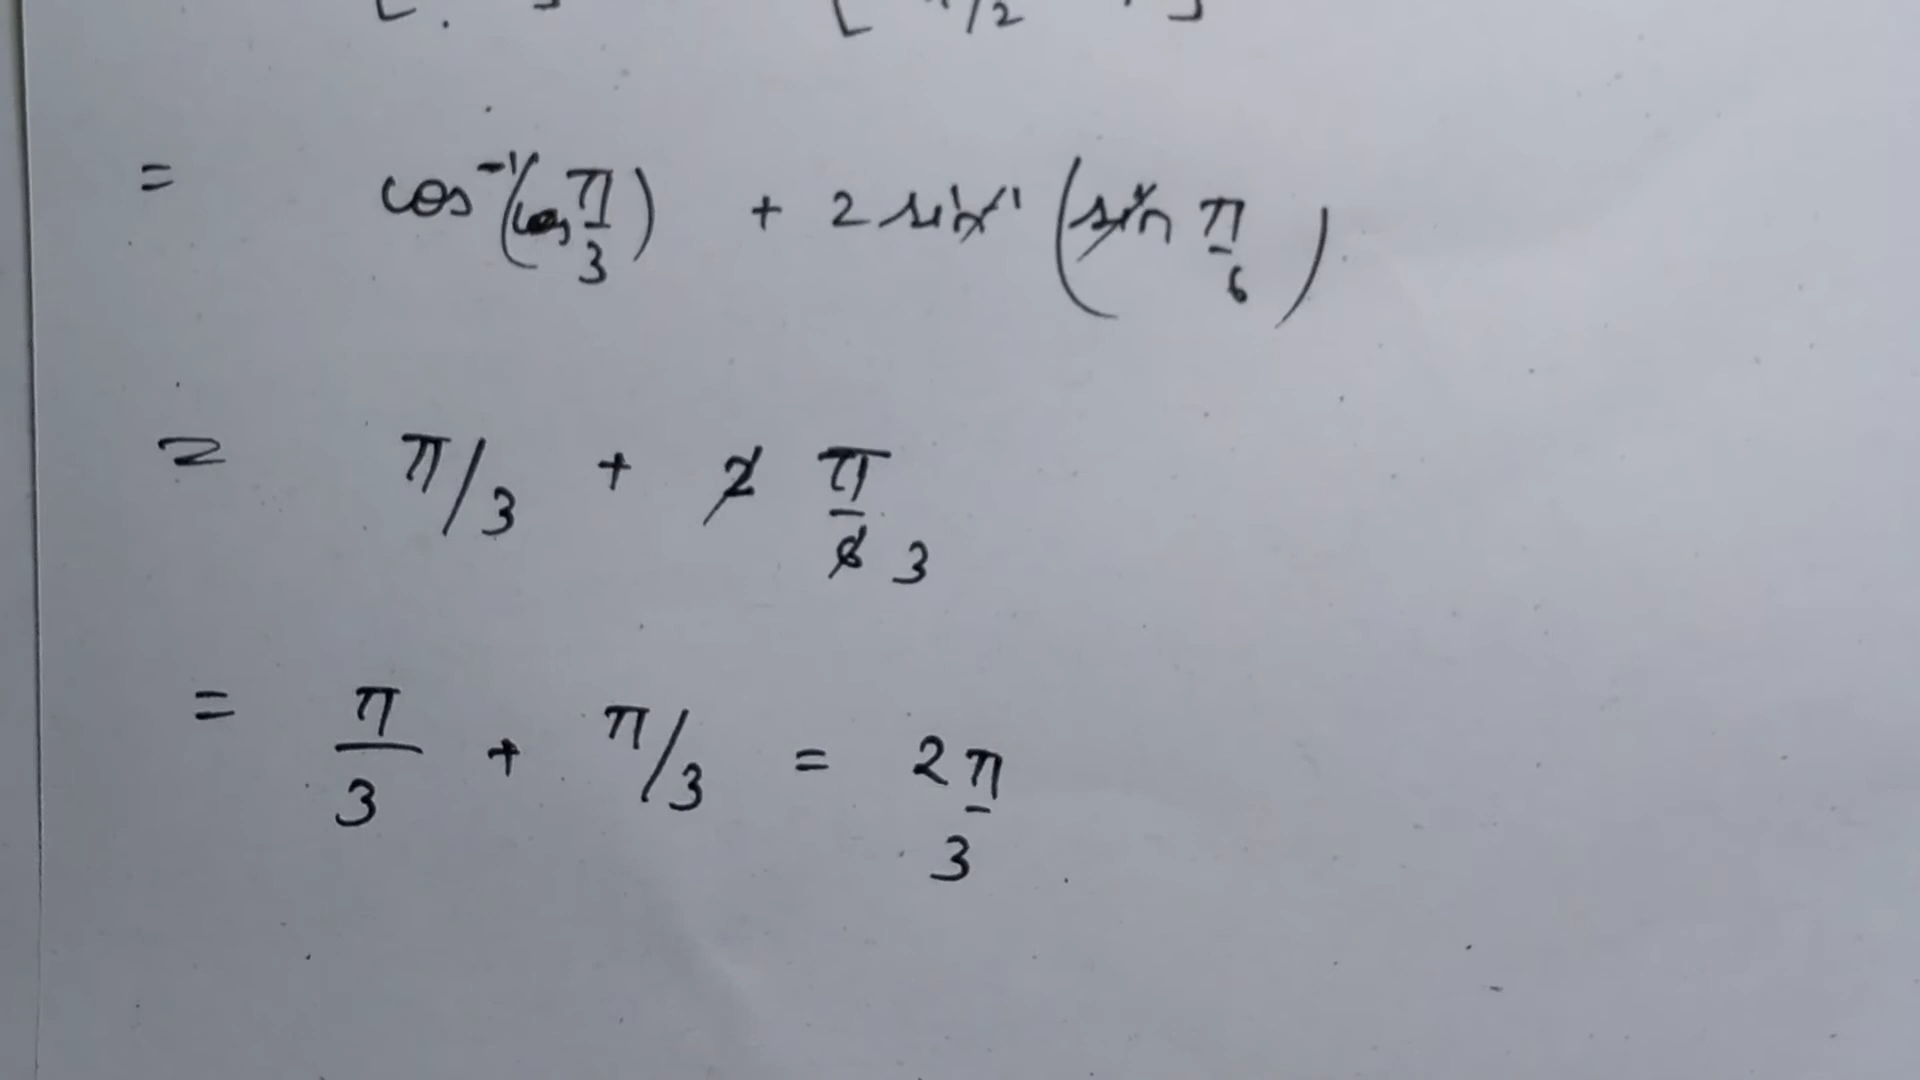 = cos⁻¹(cos π/3) + 2 sin⁻¹(sin π/6)
= π/3 + 2 π/6 3
= π/3 + π/3 = 2π/3